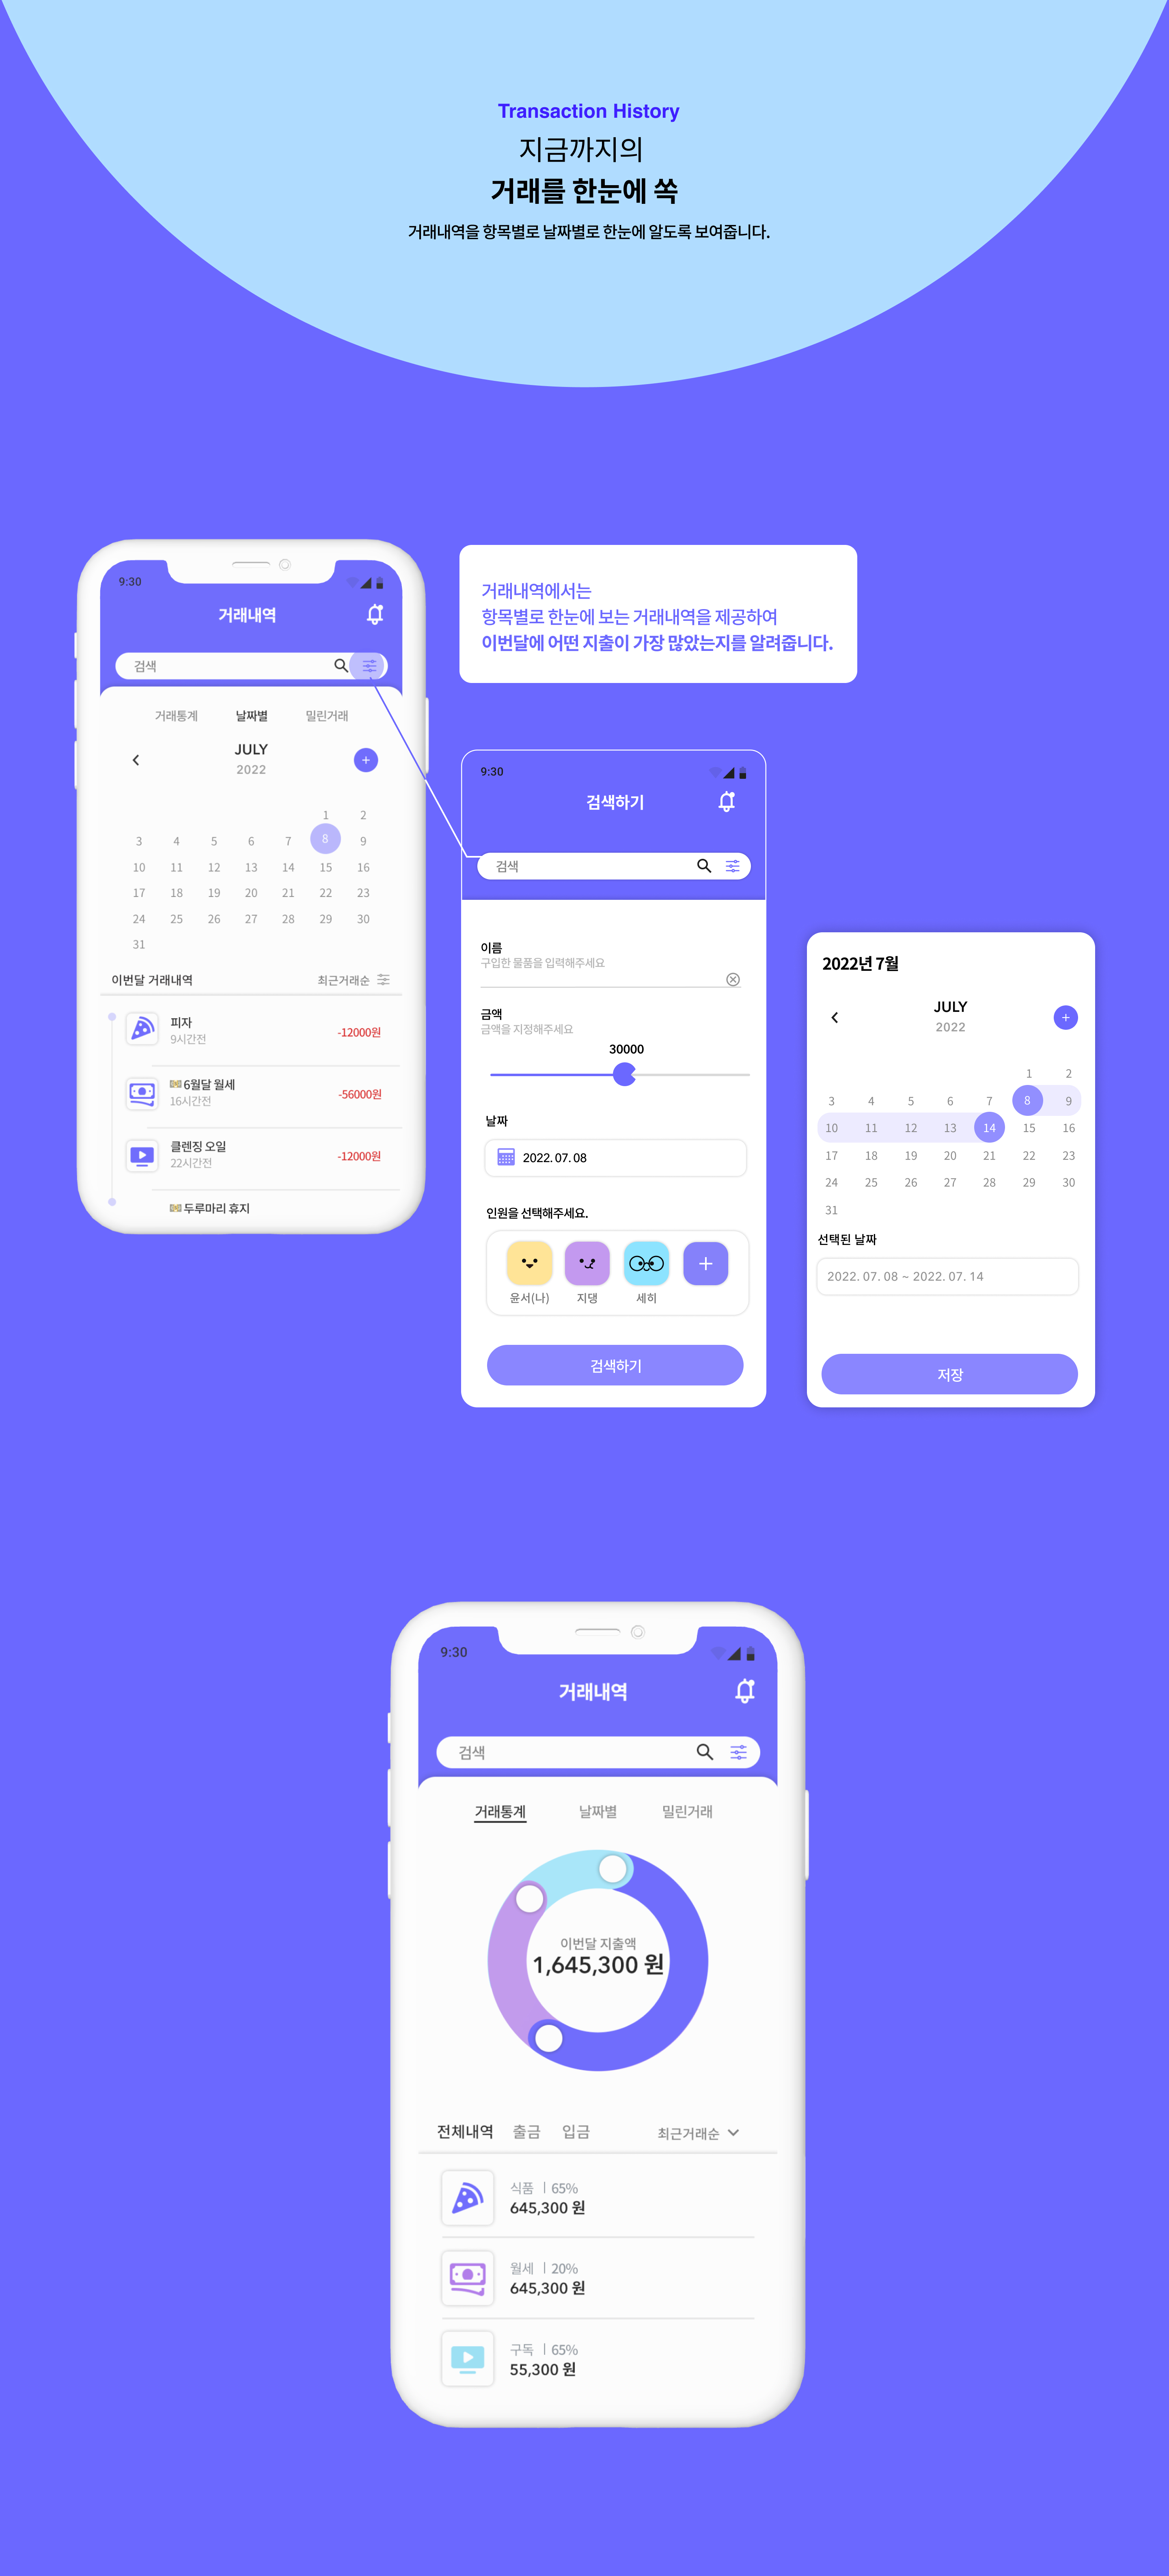 Transaction History
지금까지의
거래를 한눈에 쏙
거래내역을 항목별로 날짜별로 한눈에 알도록 보여줍니다.
9:30
거래내역
검색
거래통계 날짜별 밀린거래
JULY
2022
1 2
3 4 5 6 7 8 9
10 11 12 13 14 15 16
17 18 19 20 21 22 23
24 25 26 27 28 29 30
31
이번달 거래내역 최근거래순
피자
9시간전
-12000원
💵 6월달 월세
16시간전
-56000원
클렌징 오일
22시간전
-12000원
💵 두루마리 휴지
거래내역에서는
항목별로 한눈에 보는 거래내역을 제공하여
이번달에 어떤 지출이 가장 많았는지를 알려줍니다.
9:30
검색하기
검색
이름
구입한 물품을 입력해주세요
금액
금액을 지정해주세요
30000
날짜
2022. 07. 08
인원을 선택해주세요.
윤서(나) 지댕 세히
검색하기
2022년 7월
JULY
2022
1 2
3 4 5 6 7 8 9
10 11 12 13 14 15 16
17 18 19 20 21 22 23
24 25 26 27 28 29 30
31
선택된 날짜
2022. 07. 08 ~ 2022. 07. 14
저장
9:30
거래내역
검색
거래통계 날짜별 밀린거래
이번달 지출액
1,645,300 원
전체내역 출금 입금 최근거래순
식품 | 65%
645,300 원
월세 | 20%
645,300 원
구독 | 65%
55,300 원